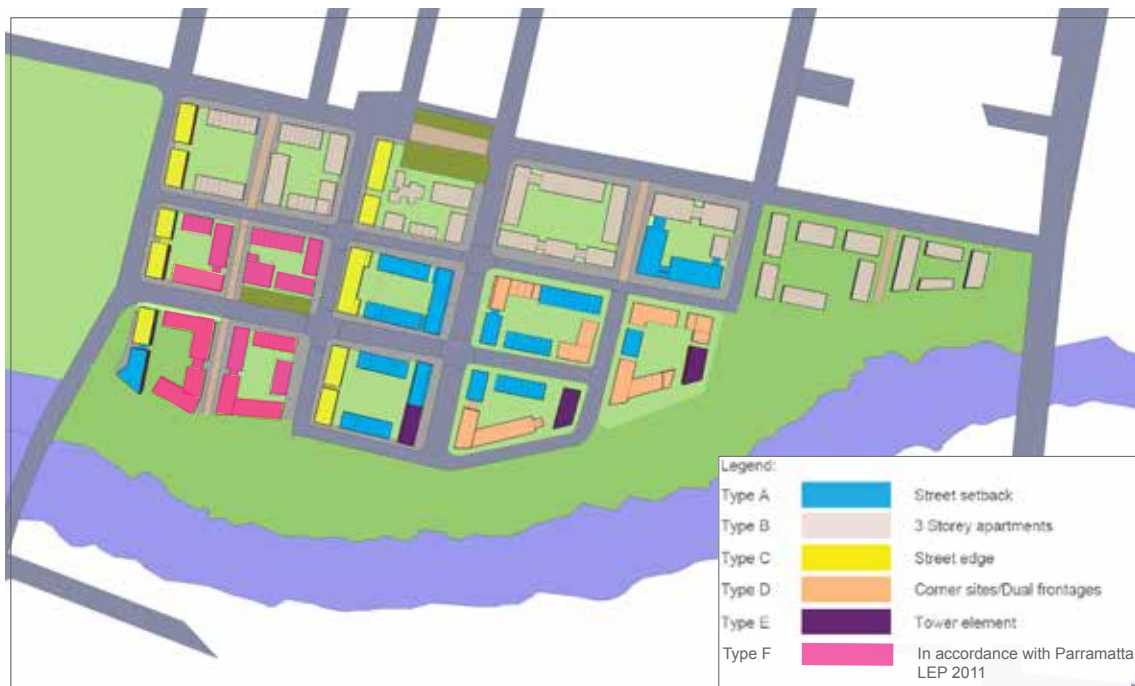 Legend:
Type A Street setback
Type B 3 Storey apartments
Type C Street edge
Type D Corner sites/Dual frontages
Type E Tower element
Type F In accordance with Parramatta
LEP 2011